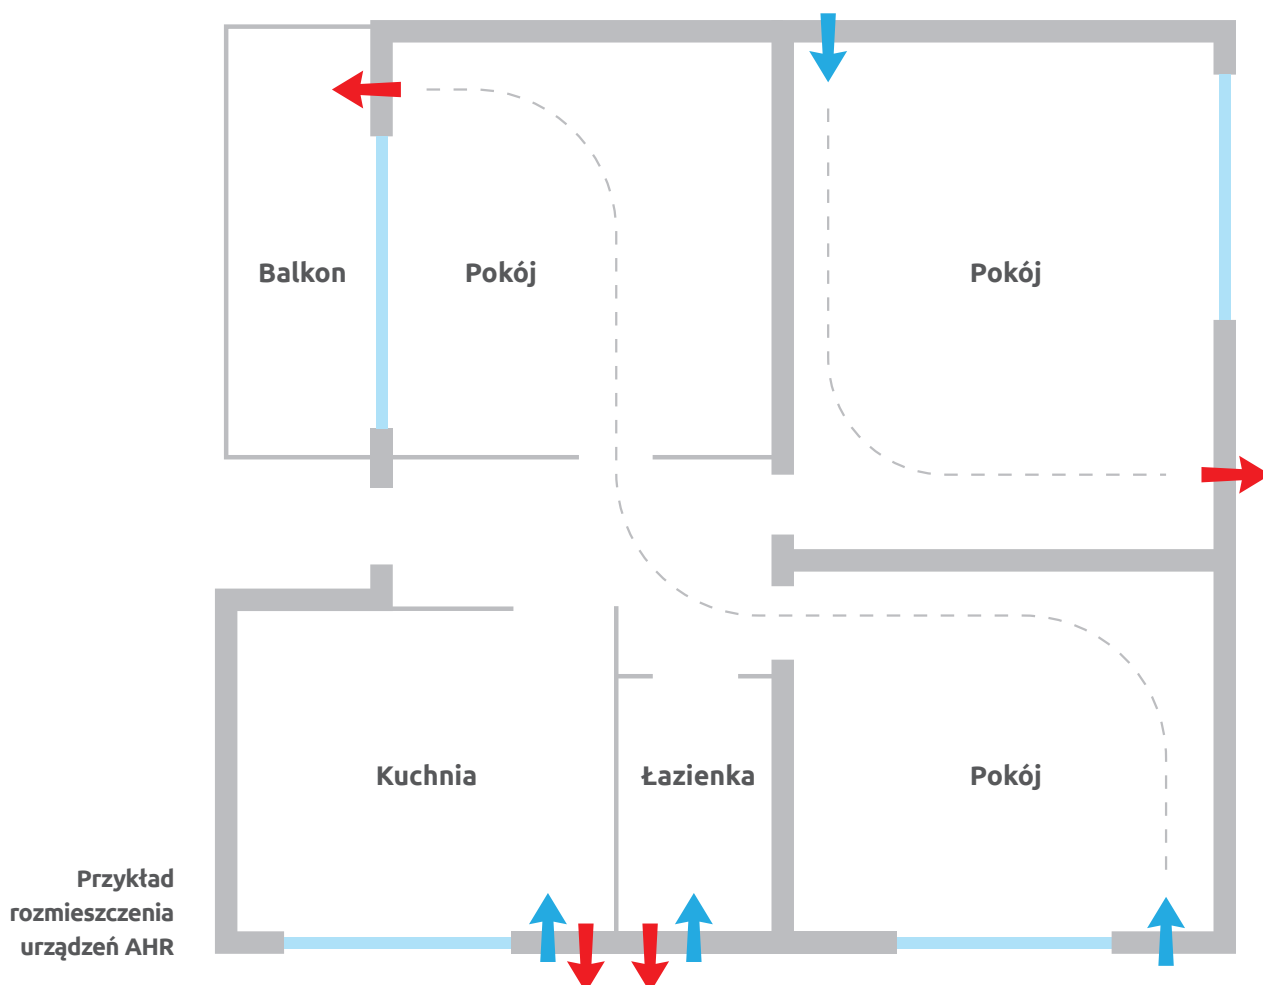 Balkon
Pokój
Pokój
Kuchnia
Łazienka
Pokój
Przykład
rozmieszczenia
urządzeń AHR